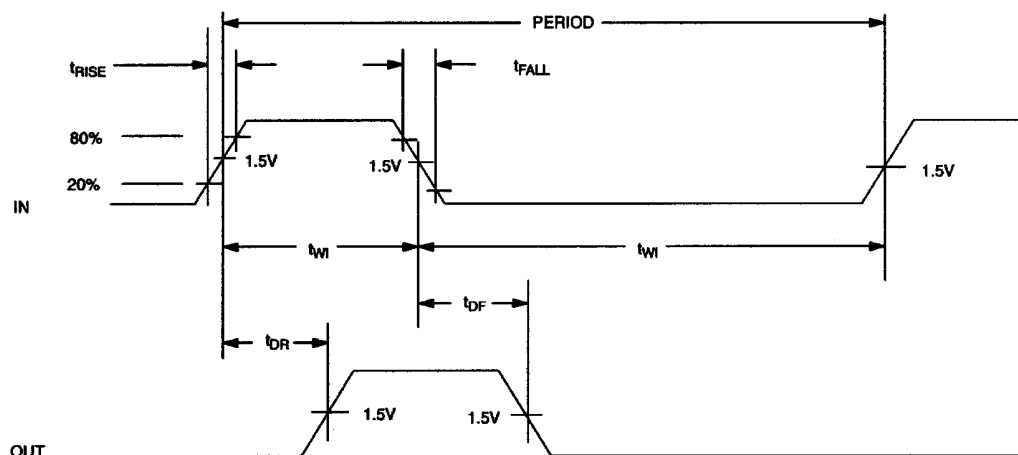 PERIOD
tRISE
tFALL
80%
1.5V
1.5V
20%
1.5V
IN
tWI
tWI
tDF
tDR
1.5V
1.5V
OUT